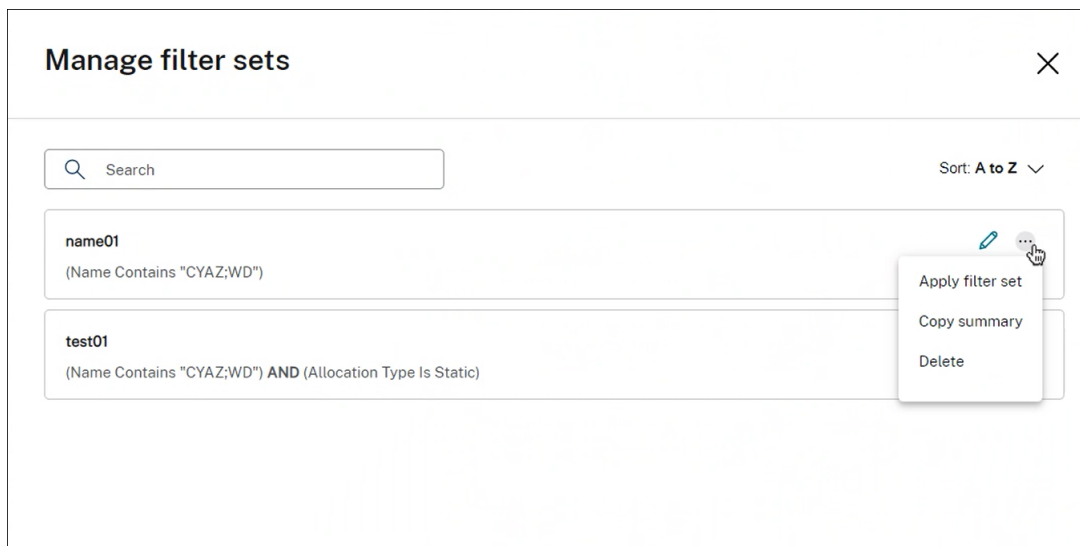 Manage filter sets
Search
Sort: A to Z
name01
(Name Contains "CYAZ;WD")
Apply filter set
Copy summary
Delete
test01
(Name Contains "CYAZ;WD") AND (Allocation Type Is Static)